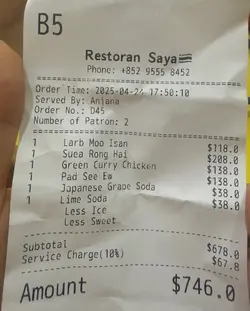 B5
Restoran Saya
Phone: +852 9555 8452
Order Time: 2025-04-24 17:50:10
Served By: Anjana
Order No.: D45
Number of Patron: 2
1 Larb Moo Isan $118.0
1 Suea Rong Hai $208.0
1 Green Curry Chicken $138.0
1 Pad See Ew $138.0
1 Japanese Grape Soda $38.0
1 Lime Soda $38.0
Less Ice
Less Sweet
Subtotal $678.0
Service Charge(10%) $67.8
Amount $746.0